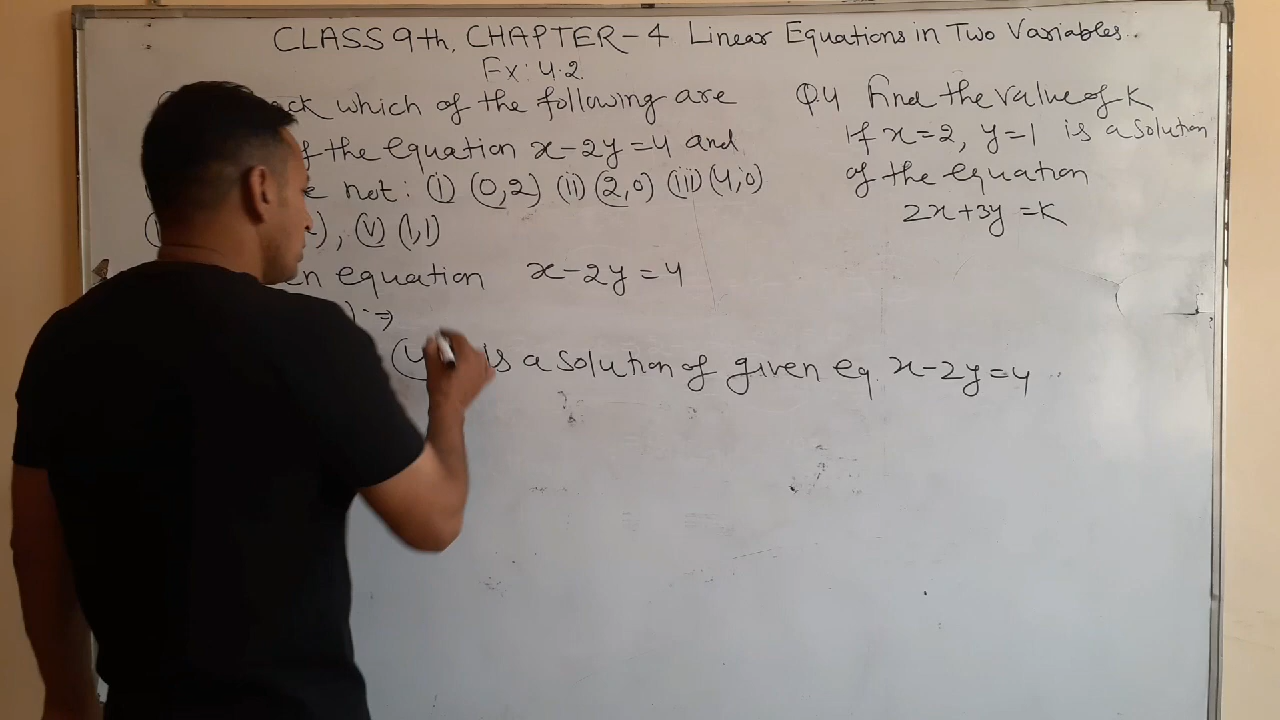 CLASS 9th, CHAPTER-4 Linear Equations in Two Variables..
Ex: 4.2.
which of the following are
the equation x-2y=4 and
not: (i) (0,2) (ii) (2,0) (iii) (4,0)
, (v) (1,1)
equation x-2y=4
⇒
is a solution of given eq. x-2y=4
Q.4 Find the value of K
If x=2, y=1 is a solution
of the equation
2x+3y=K